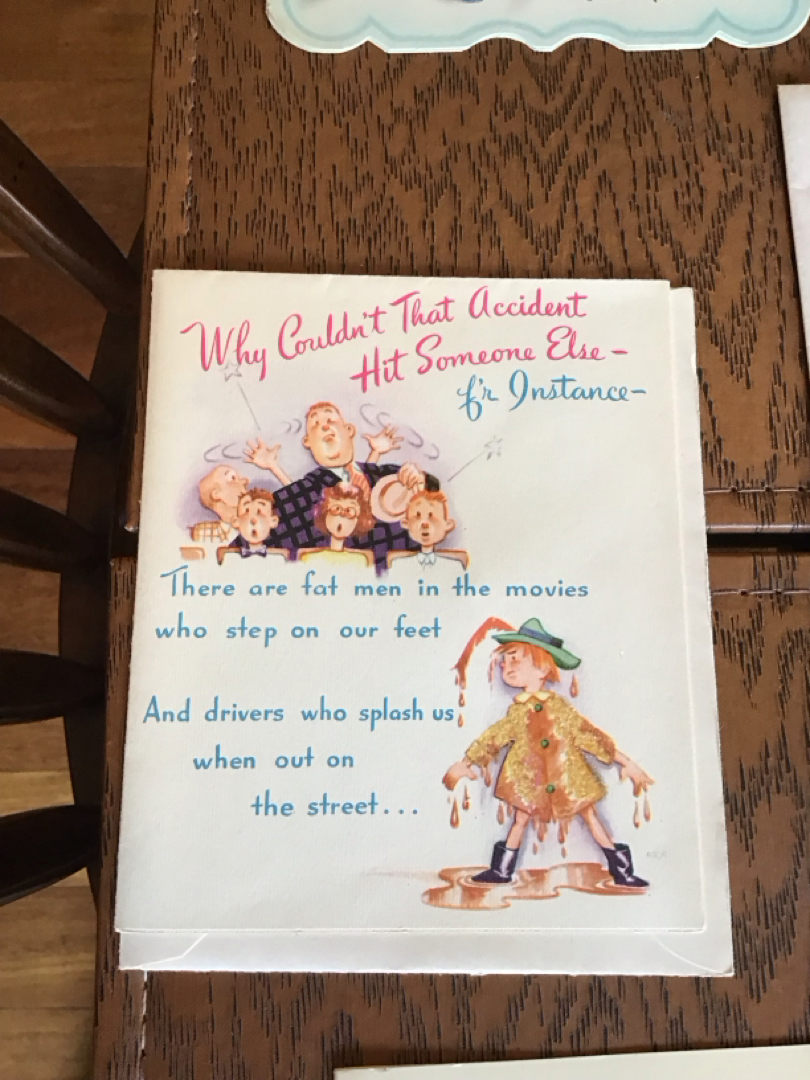 Why Couldn't That Accident
Hit Someone Else—
f'r Instance—
There are fat men in the movies
who step on our feet
And drivers who splash us
when out on
the street...